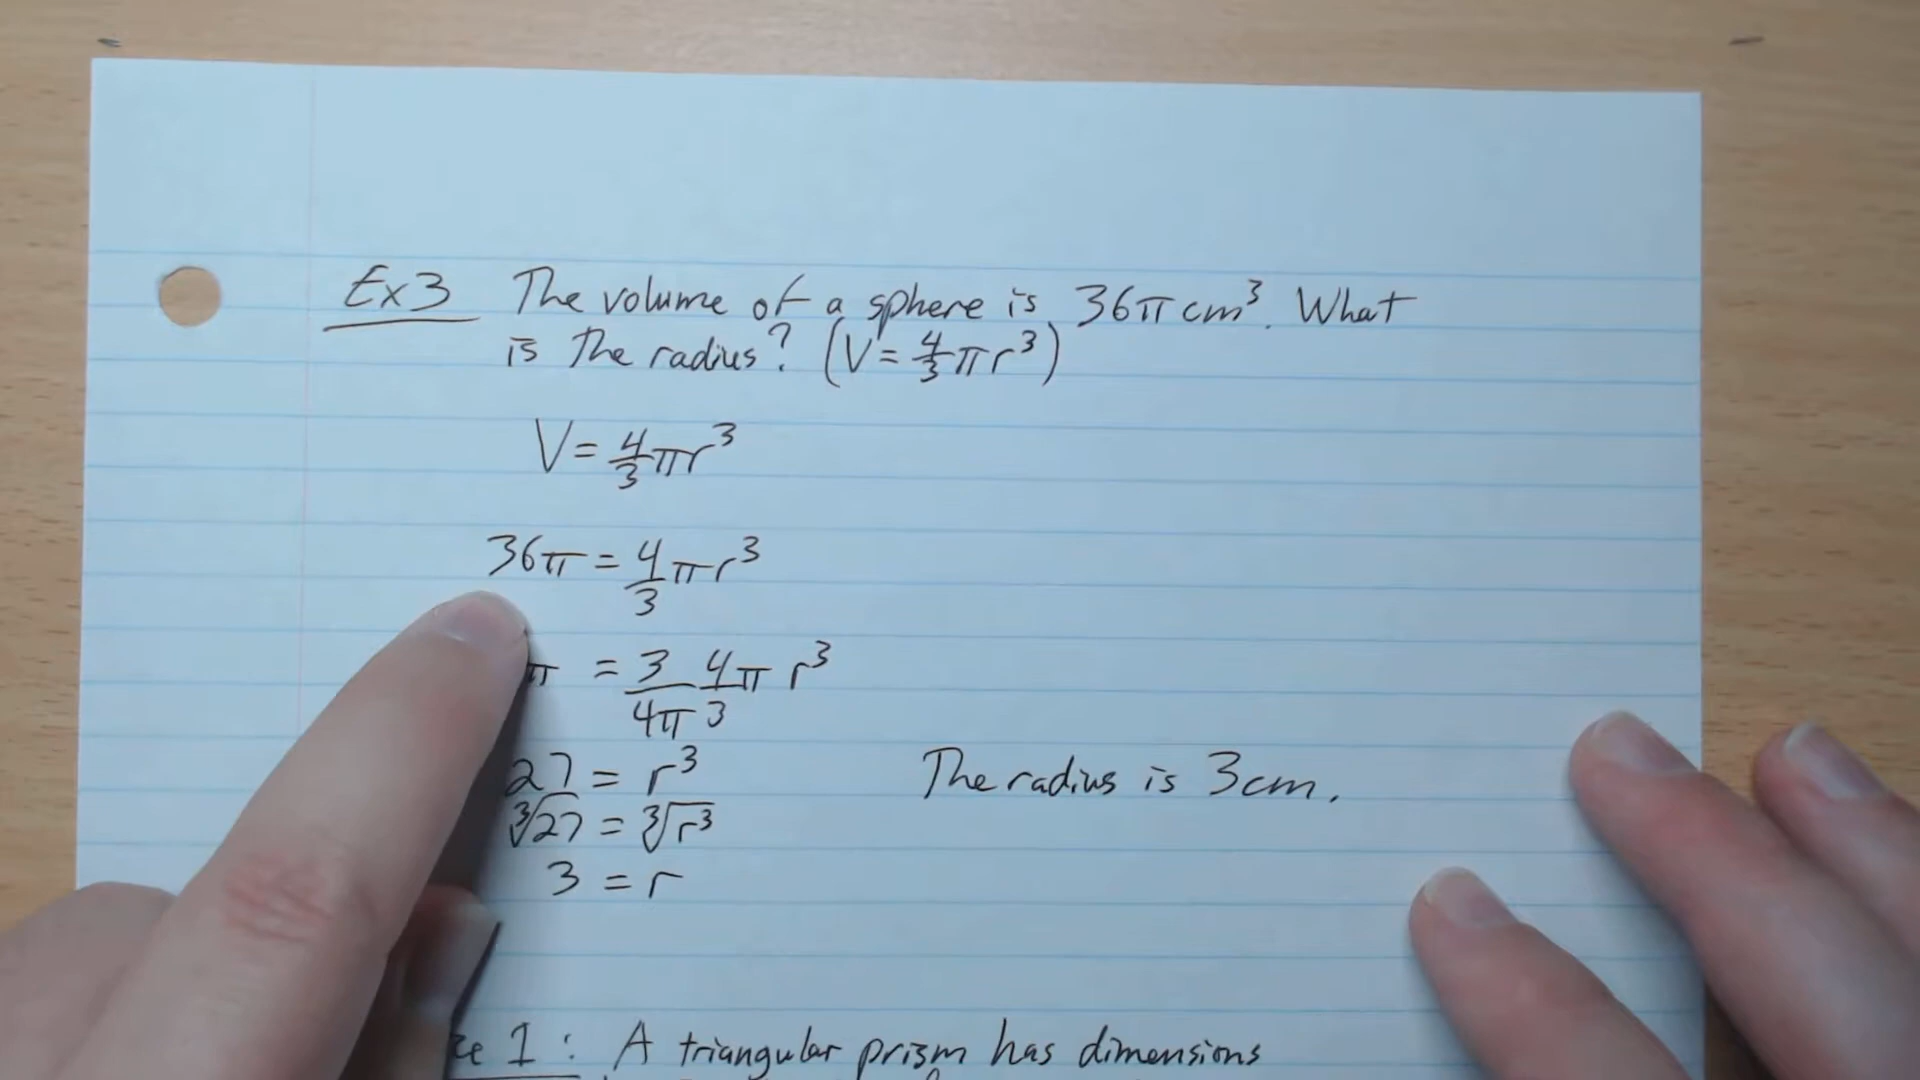 Ex3 The volume of a sphere is 36π cm³. What
is the radius? (V = 4/3 πr³)
V = 4/3 πr³
36π = 4/3 πr³
π = 3/4π 4π/3 r³
27 = r³
∛27 = ∛r³
3 = r
The radius is 3cm.
1: A triangular prism has dimensions